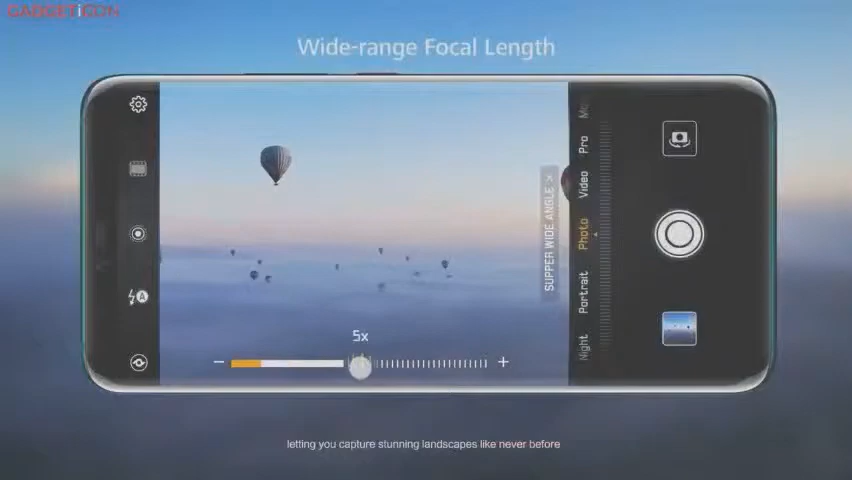 GADGETiCON
Wide-range Focal Length
SUPPER WIDE ANGLE >
Mo
Pro
Video
Photo
Portrait
Night
A
5x
− +
letting you capture stunning landscapes like never before